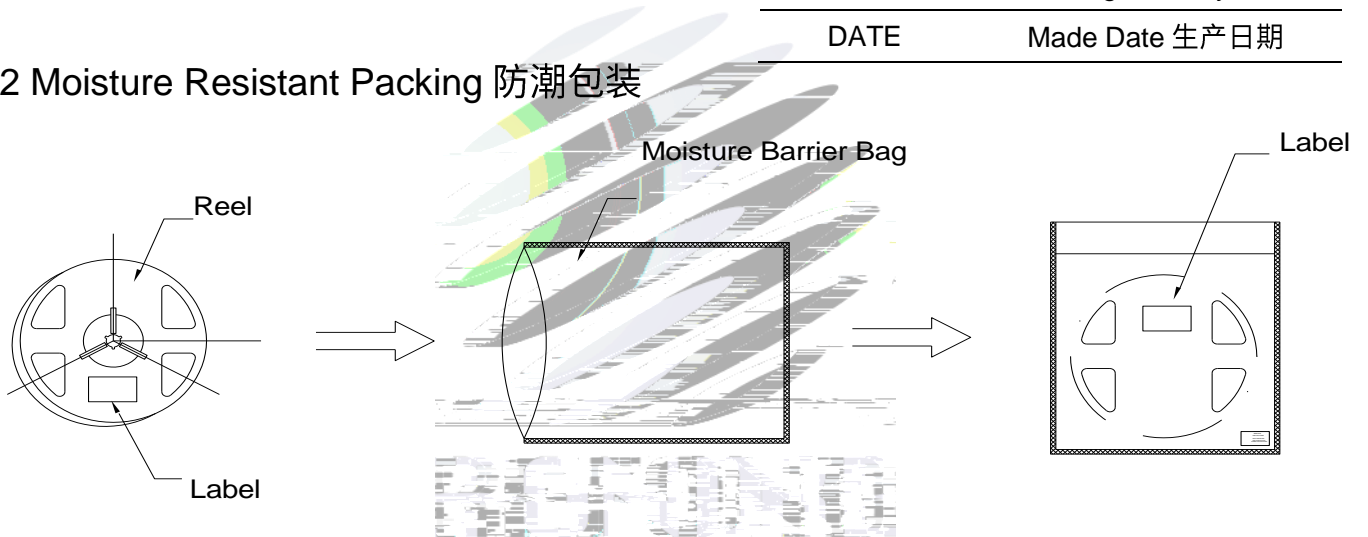 DATE Made Date 生产日期
2 Moisture Resistant Packing 防潮包装
Moisture Barrier Bag
Label
Reel
Label